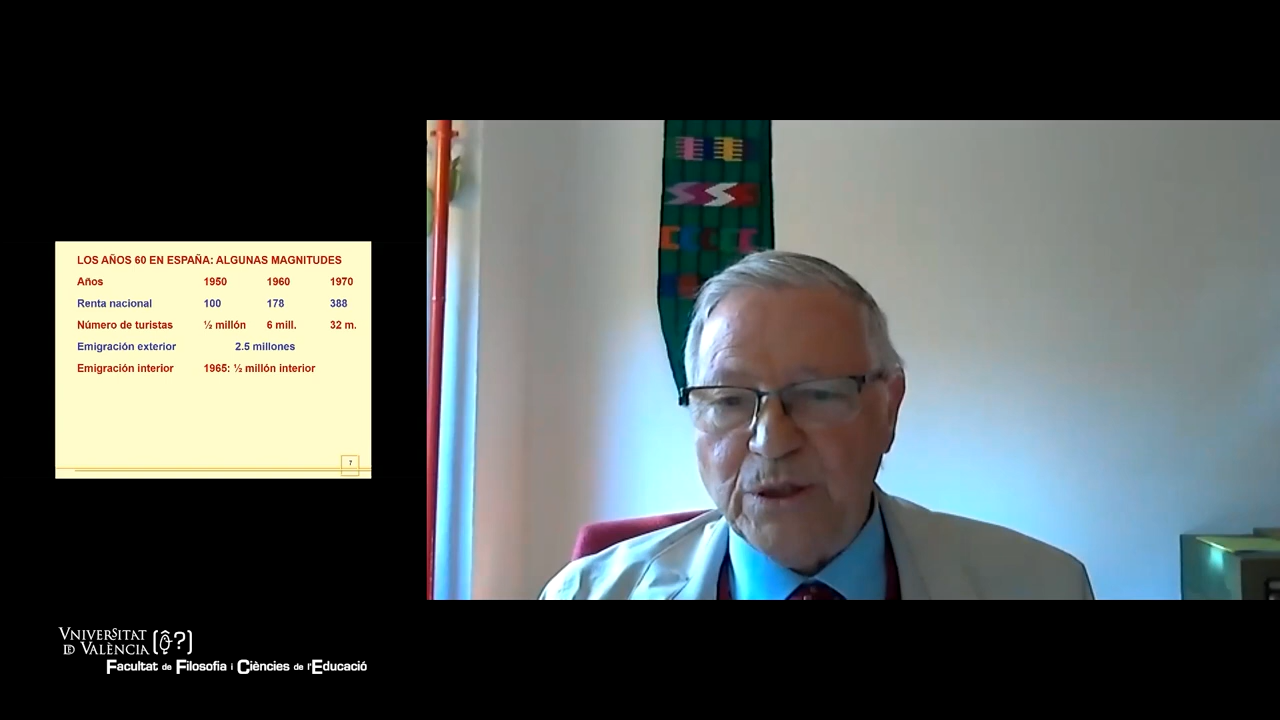 LOS AÑOS 60 EN ESPAÑA: ALGUNAS MAGNITUDES
Años 1950 1960 1970
Renta nacional 100 178 388
Número de turistas ½ millón 6 mill. 32 m.
Emigración exterior 2.5 millones
Emigración interior 1965: ½ millón interior
7
VNIVERSITAT
ID VALÈNCIA
Facultat de Filosofia i Ciències de l'Educació